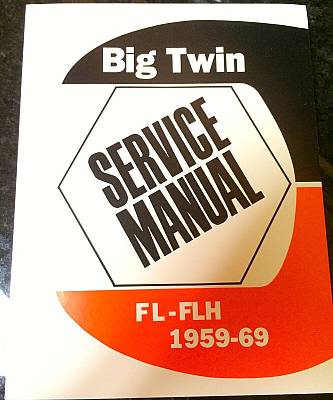 Big Twin
SERVICE
MANUAL
FL-FLH
1959-69